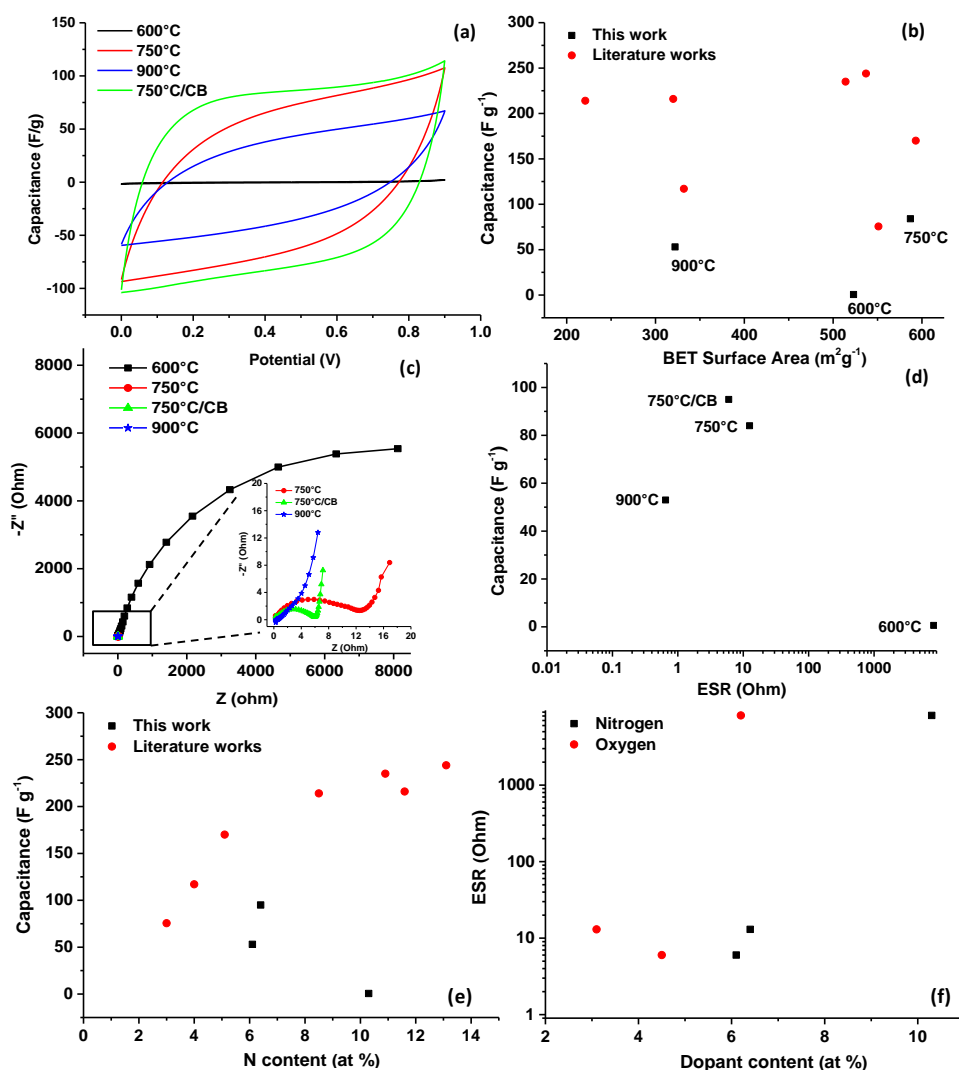 (a)
600°C
750°C
900°C
750°C/CB
150
100
50
0
-50
-100
Capacitance (F/g)
0.0
0.2
0.4
0.6
0.8
1.0
Potential (V)
This work
Literature works
(b)
300
250
200
150
100
50
0
Capacitance (F g-1)
900°C
750°C
600°C
200
300
400
500
600
BET Surface Area (m2g-1)
(c)
600°C
750°C
750°C/CB
900°C
8000
6000
4000
2000
0
-Z" (Ohm)
0
2000
4000
6000
8000
Z (ohm)
750°C
750°C/CB
900°C
20
16
12
8
4
0
-Z" (Ohm)
0
4
8
12
16
20
Z (Ohm)
(d)
100
80
60
40
20
0
Capacitance (F g-1)
750°C/CB
750°C
900°C
600°C
0.01
0.1
1
10
100
1000
ESR (Ohm)
This work
Literature works
300
250
200
150
100
50
0
Capacitance (F g-1)
(e)
0
2
4
6
8
10
12
14
N content (at %)
Nitrogen
Oxygen
1000
100
10
1
ESR (Ohm)
(f)
2
4
6
8
10
Dopant content (at %)